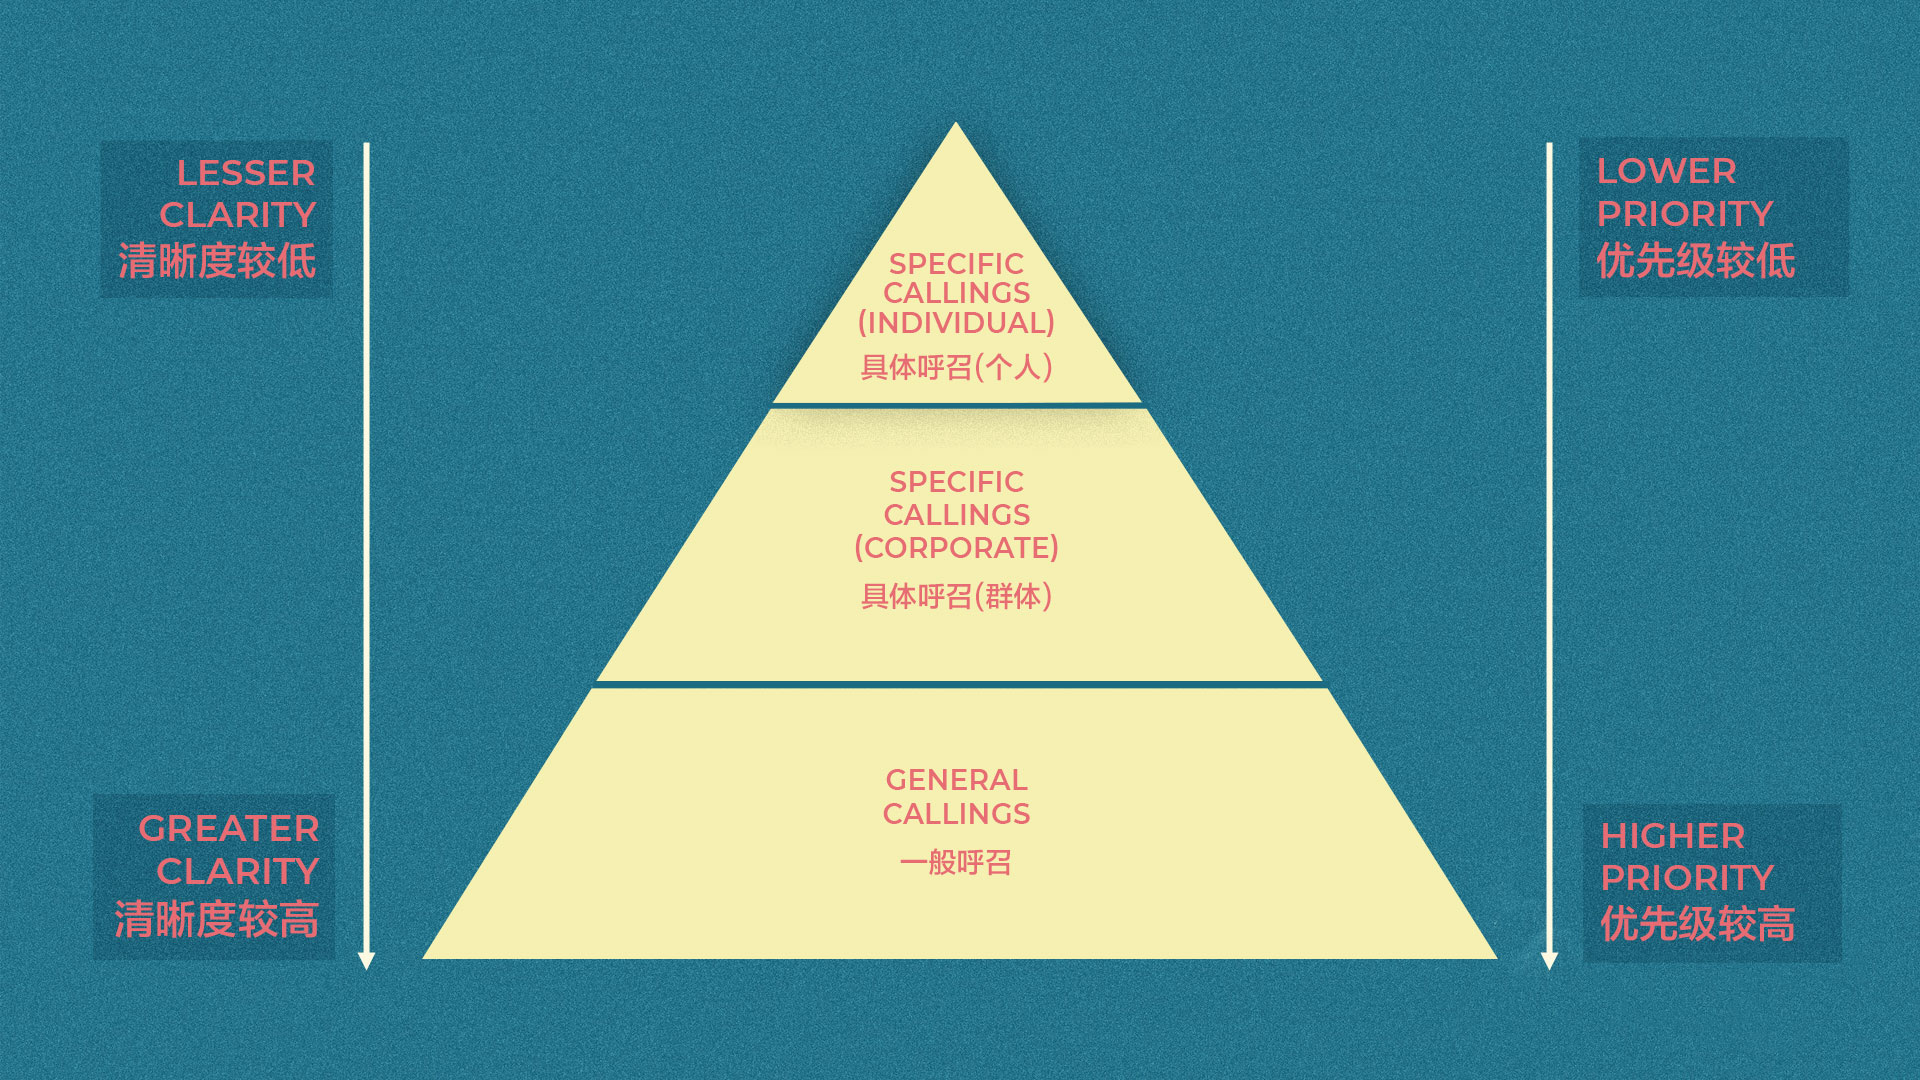 LESSER
CLARITY
清晰度较低
LOWER
PRIORITY
优先级较低
SPECIFIC
CALLINGS
(INDIVIDUAL)
具体呼召(个人)
SPECIFIC
CALLINGS
(CORPORATE)
具体呼召(群体)
GENERAL
CALLINGS
一般呼召
GREATER
CLARITY
清晰度较高
HIGHER
PRIORITY
优先级较高